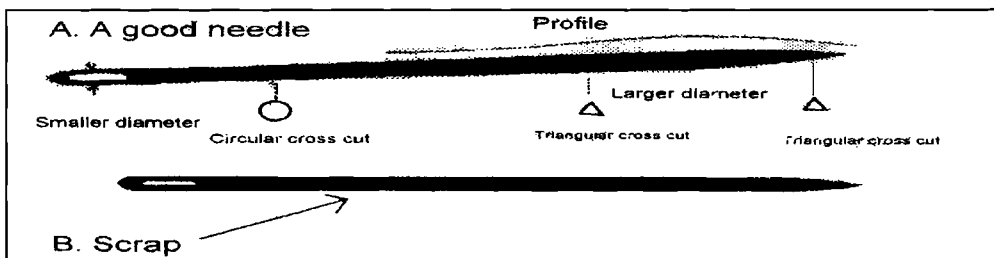 A. A good needle
Profile
Smaller diameter
Circular cross cut
Larger diameter
Triangular cross cut
Triangular cross cut
B. Scrap